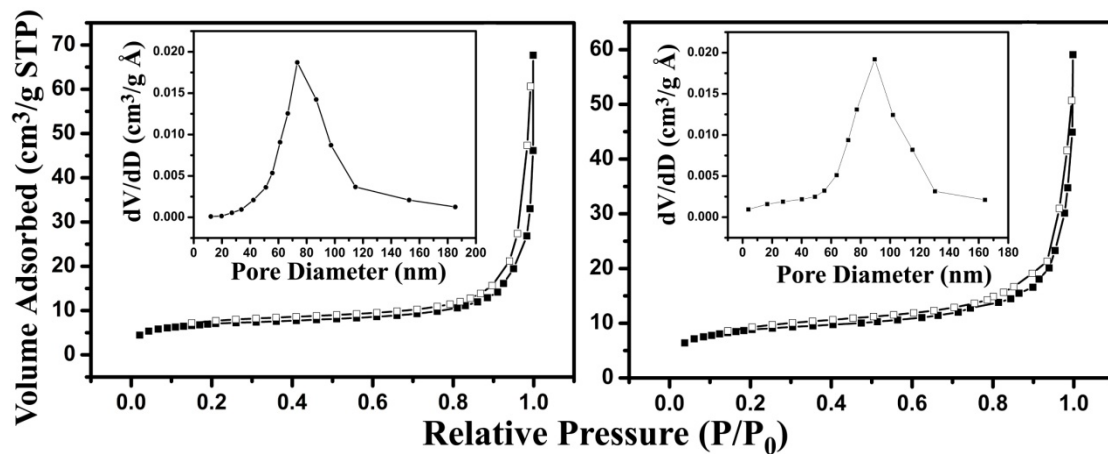 Volume Adsorbed (cm³/g STP)
70
60
50
40
30
20
10
0
0.0 0.2 0.4 0.6 0.8 1.0
dV/dD (cm³/g Å)
0.020
0.015
0.010
0.005
0.000
0 20 40 60 80 100 120 140 160 180 200
Pore Diameter (nm)
60
50
40
30
20
10
0
0.0 0.2 0.4 0.6 0.8 1.0
dV/dD (cm³/g Å)
0.020
0.015
0.010
0.005
0.000
0 20 40 60 80 100 120 140 160 180
Pore Diameter (nm)
Relative Pressure (P/P₀)